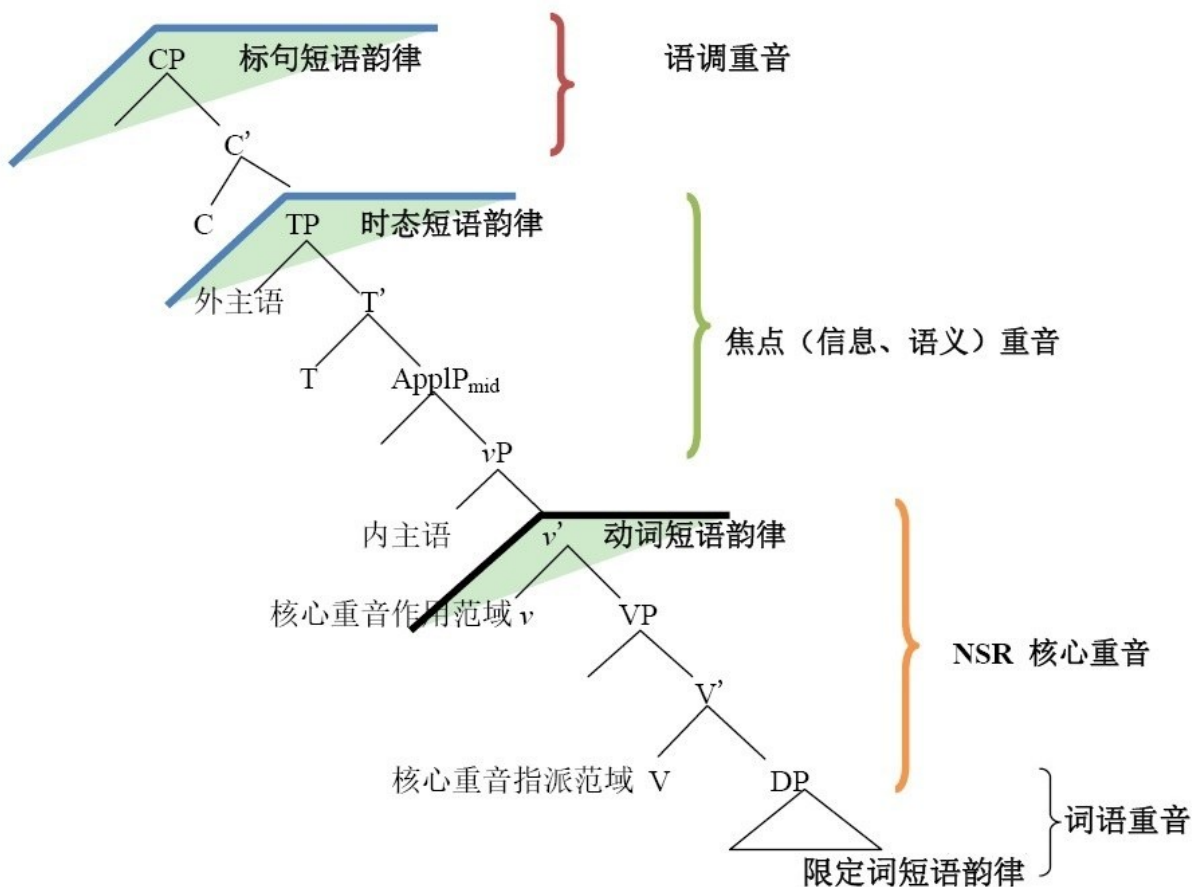 CP 标句短语韵律 语调重音
C’
C TP 时态短语韵律
外主语 T’
焦点（信息、语义）重音
T ApplPmid
vP
内主语 v’ 动词短语韵律
核心重音作用范域 v VP
NSR 核心重音
V’
核心重音指派范域 V DP
词语重音
限定词短语韵律